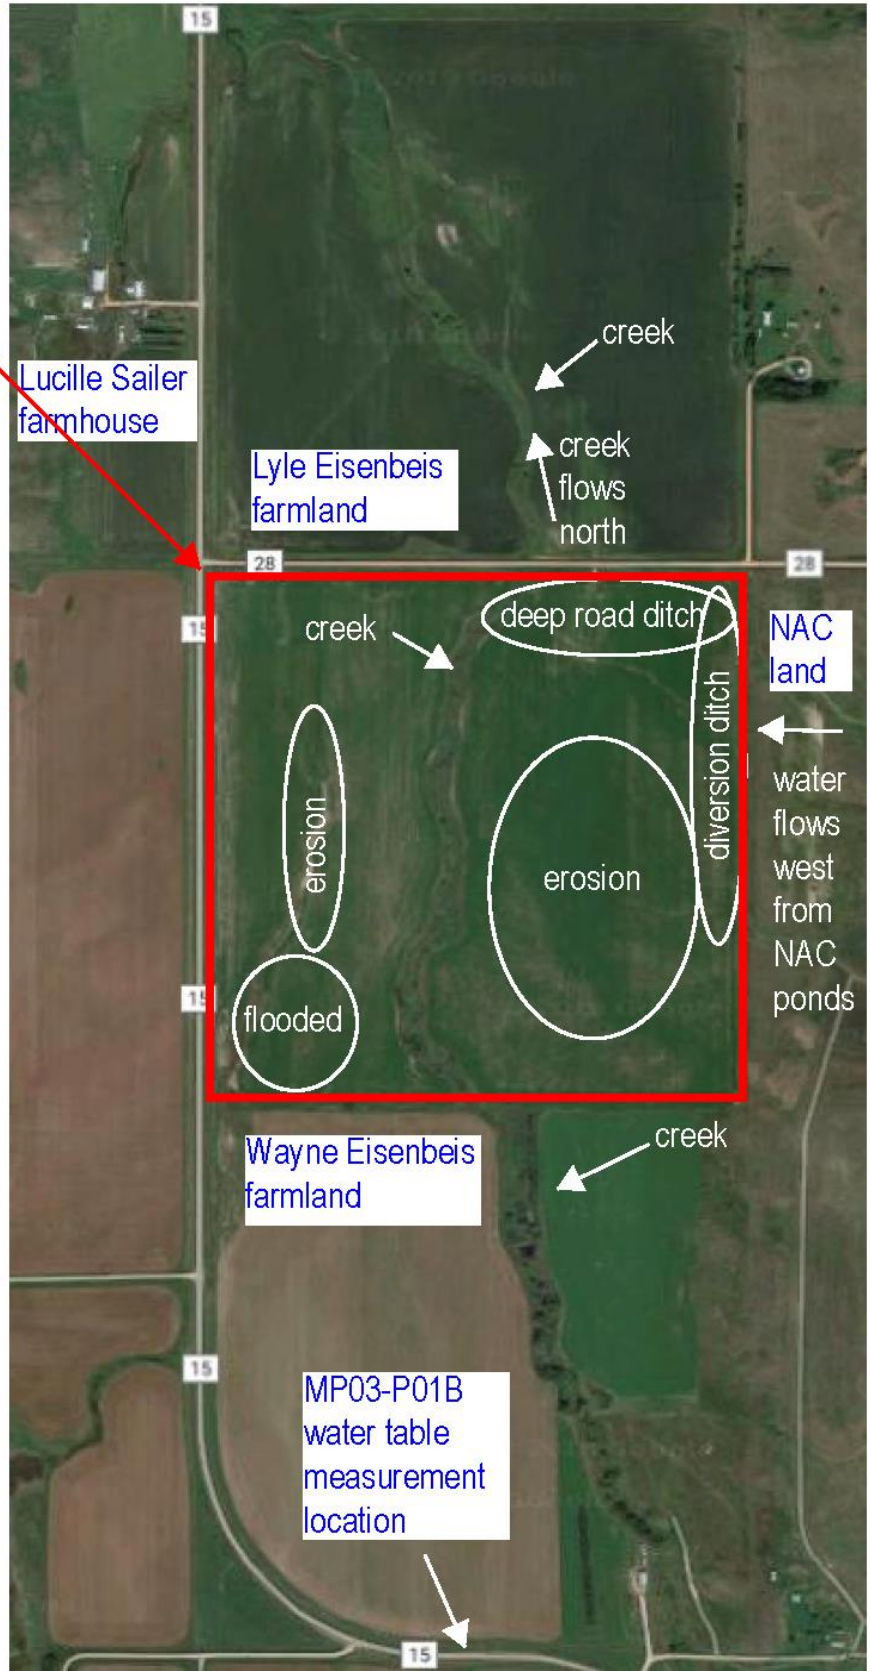 15
2019 Google
creek
Lucille Sailer
farmhouse
Lyle Eisenbeis
farmland
creek
flows
north
28
28
15
deep road ditch
creek
NAC
land
diversion ditch
water
flows
west
from
NAC
ponds
erosion
erosion
15
flooded
creek
Wayne Eisenbeis
farmland
15
MP03-P01B
water table
measurement
location
15